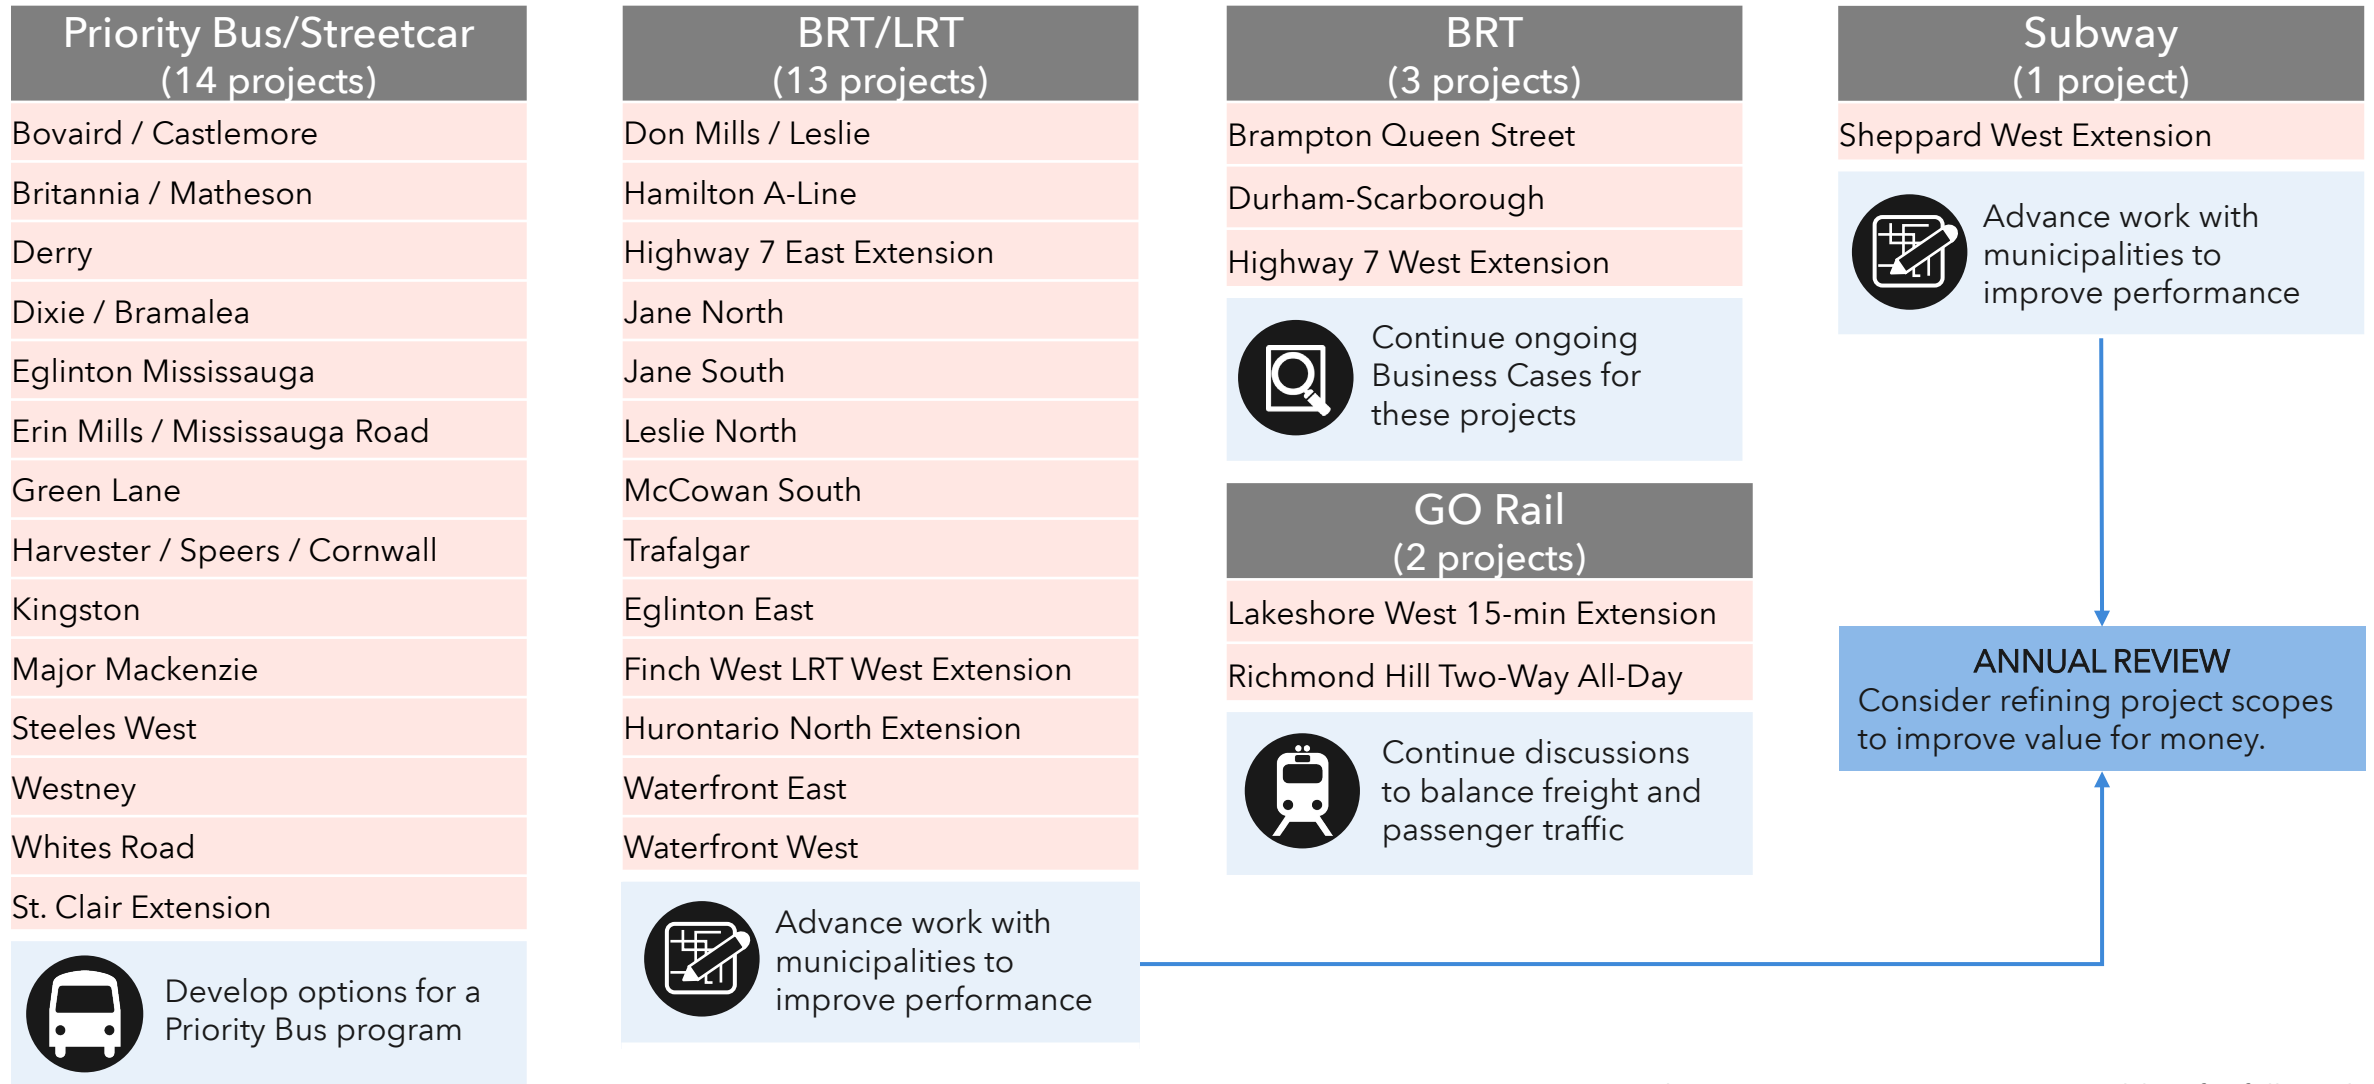 Priority Bus/Streetcar
(14 projects)
Bovaird / Castlemore
Britannia / Matheson
Derry
Dixie / Bramalea
Eglinton Mississauga
Erin Mills / Mississauga Road
Green Lane
Harvester / Speers / Cornwall
Kingston
Major Mackenzie
Steeles West
Westney
Whites Road
St. Clair Extension
Develop options for a
Priority Bus program
BRT/LRT
(13 projects)
Don Mills / Leslie
Hamilton A-Line
Highway 7 East Extension
Jane North
Jane South
Leslie North
McCowan South
Trafalgar
Eglinton East
Finch West LRT West Extension
Hurontario North Extension
Waterfront East
Waterfront West
Advance work with
municipalities to
improve performance
BRT
(3 projects)
Brampton Queen Street
Durham-Scarborough
Highway 7 West Extension
Continue ongoing
Business Cases for
these projects
GO Rail
(2 projects)
Lakeshore West 15-min Extension
Richmond Hill Two-Way All-Day
Continue discussions
to balance freight and
passenger traffic
Subway
(1 project)
Sheppard West Extension
Advance work with
municipalities to
improve performance
ANNUAL REVIEW
Consider refining project scopes
to improve value for money.